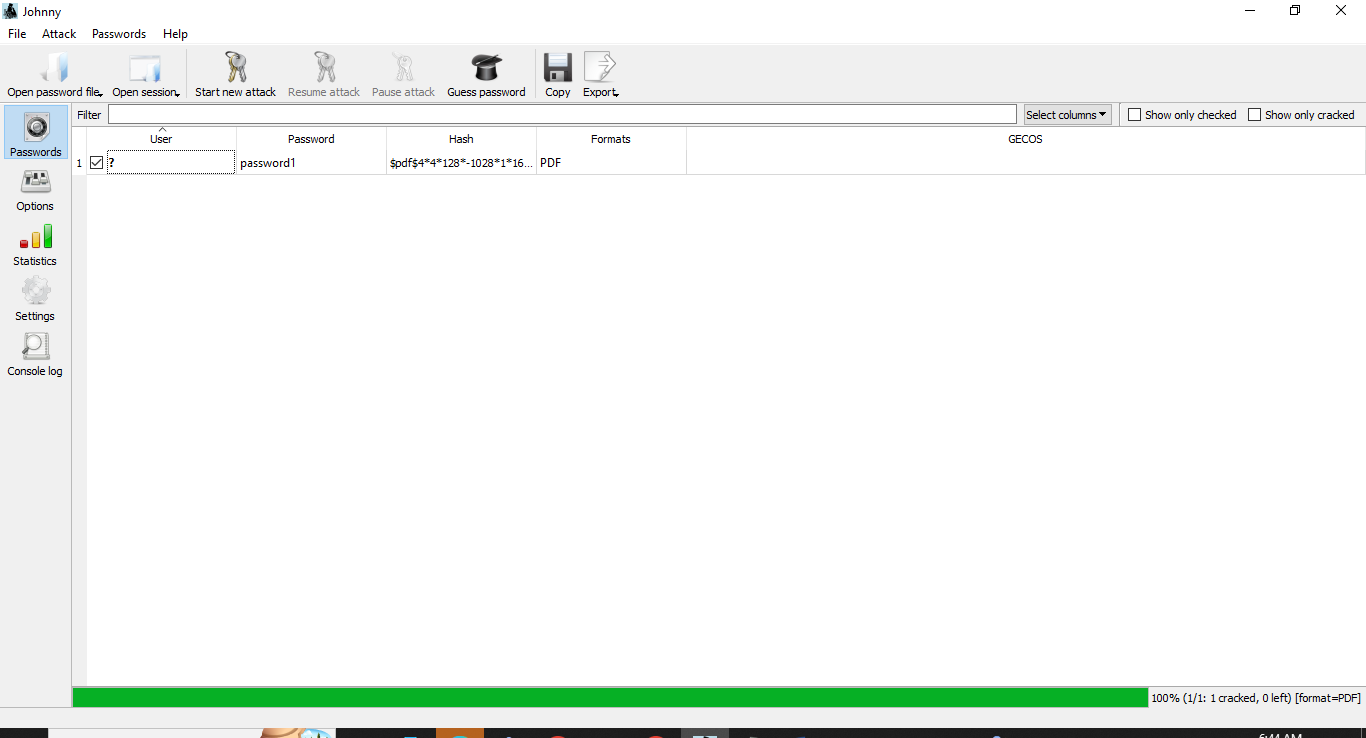 Johnny
File Attack Passwords Help
Open password file Open session Start new attack Resume attack Pause attack Guess password Copy Export
Filter Select columns Show only checked Show only cracked
Passwords
User Password Hash Formats GECOS
1 ? password1 $pdf$4*4*128*-1028*1*16... PDF
Options
Statistics
Settings
Console log
100% (1/1: 1 cracked, 0 left) [format=PDF]